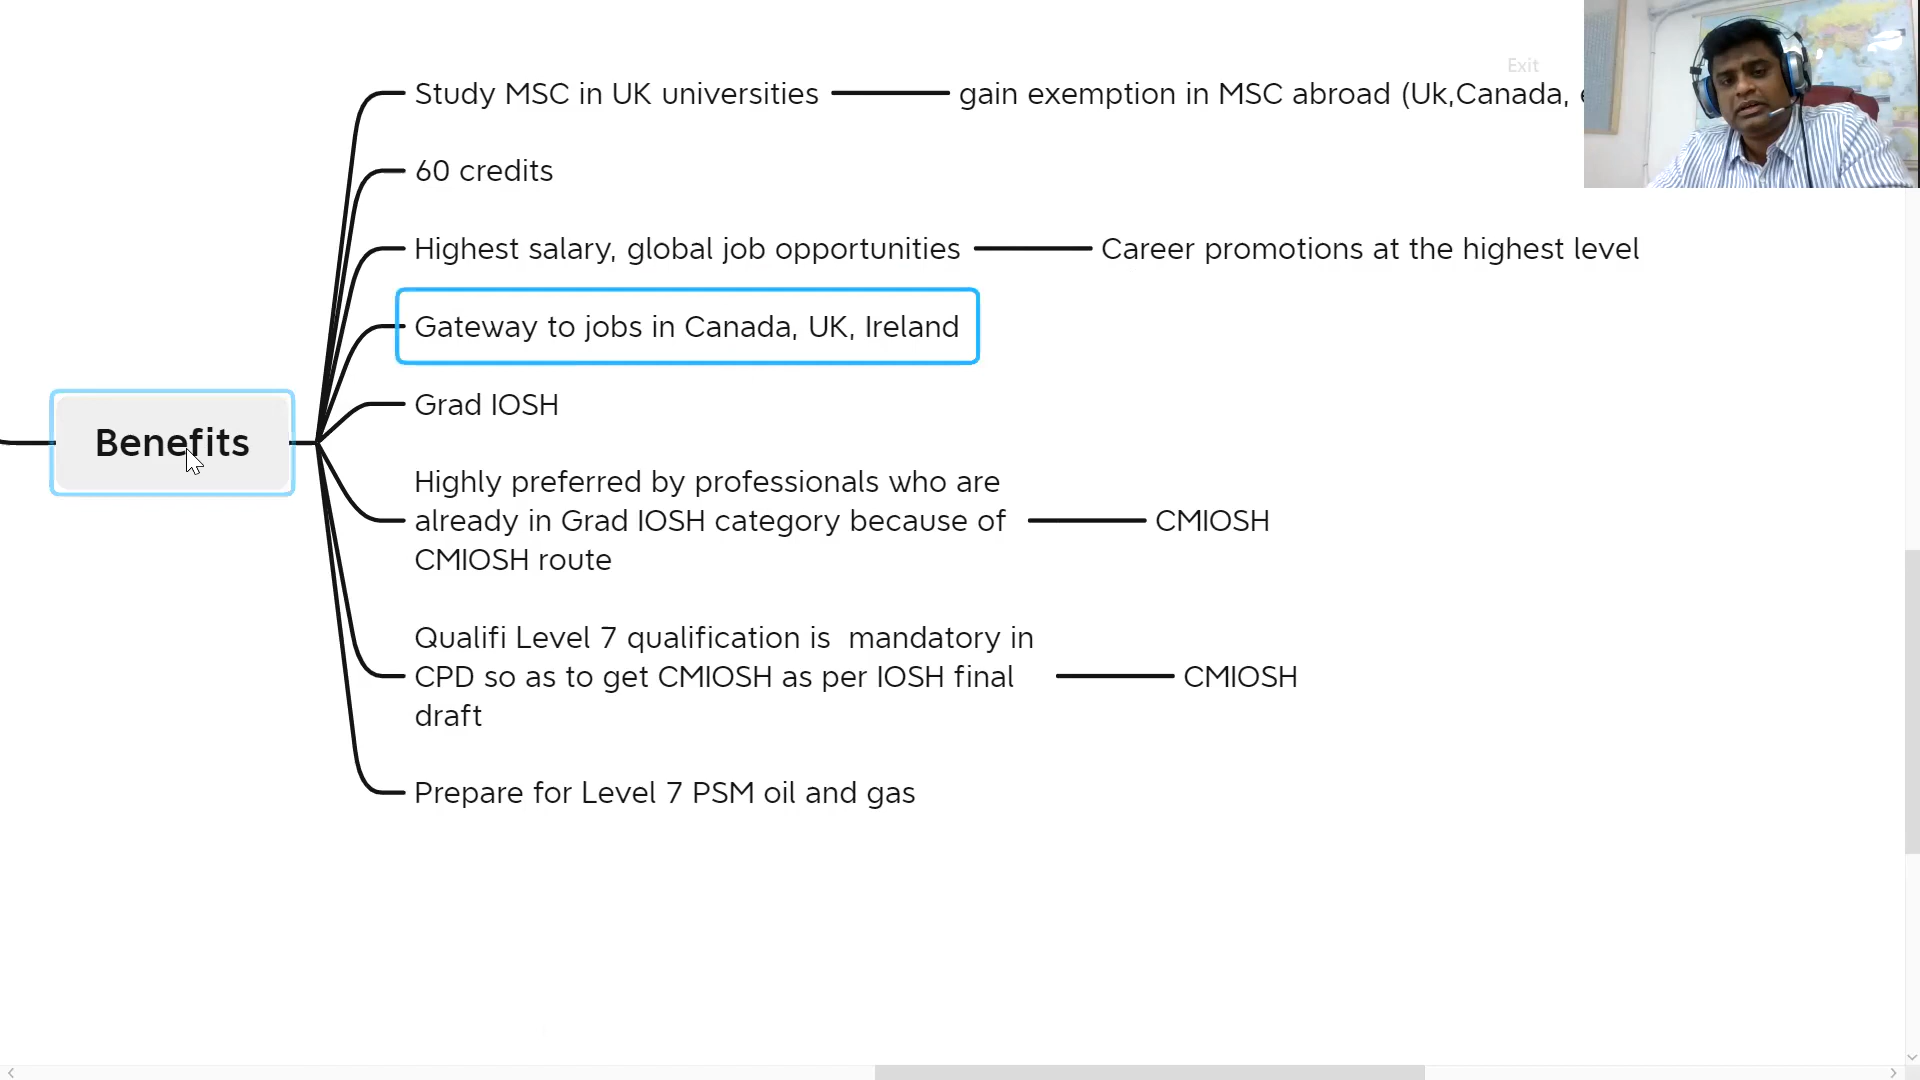 Exit
Study MSC in UK universities
gain exemption in MSC abroad (Uk,Canada,
60 credits
Highest salary, global job opportunities
Career promotions at the highest level
Gateway to jobs in Canada, UK, Ireland
Grad IOSH
Benefits
Highly preferred by professionals who are
already in Grad IOSH category because of
CMIOSH route
CMIOSH
Qualifi Level 7 qualification is  mandatory in
CPD so as to get CMIOSH as per IOSH final
draft
CMIOSH
Prepare for Level 7 PSM oil and gas